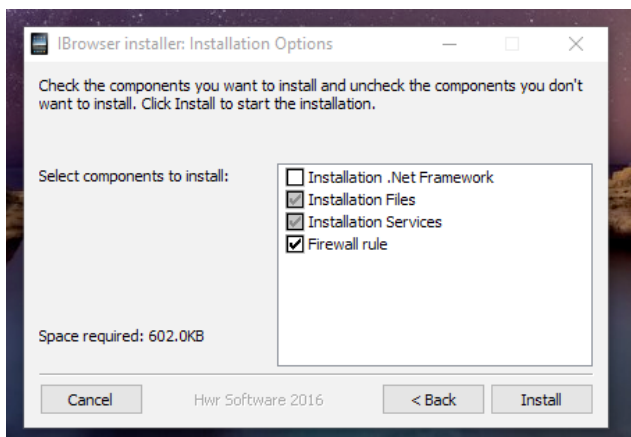 IBrowser installer: Installation Options
Check the components you want to install and uncheck the components you don't
want to install. Click Install to start the installation.
Select components to install:
Installation .Net Framework
Installation Files
Installation Services
Firewall rule
Space required: 602.0KB
Cancel
Hwr Software 2016
< Back
Install